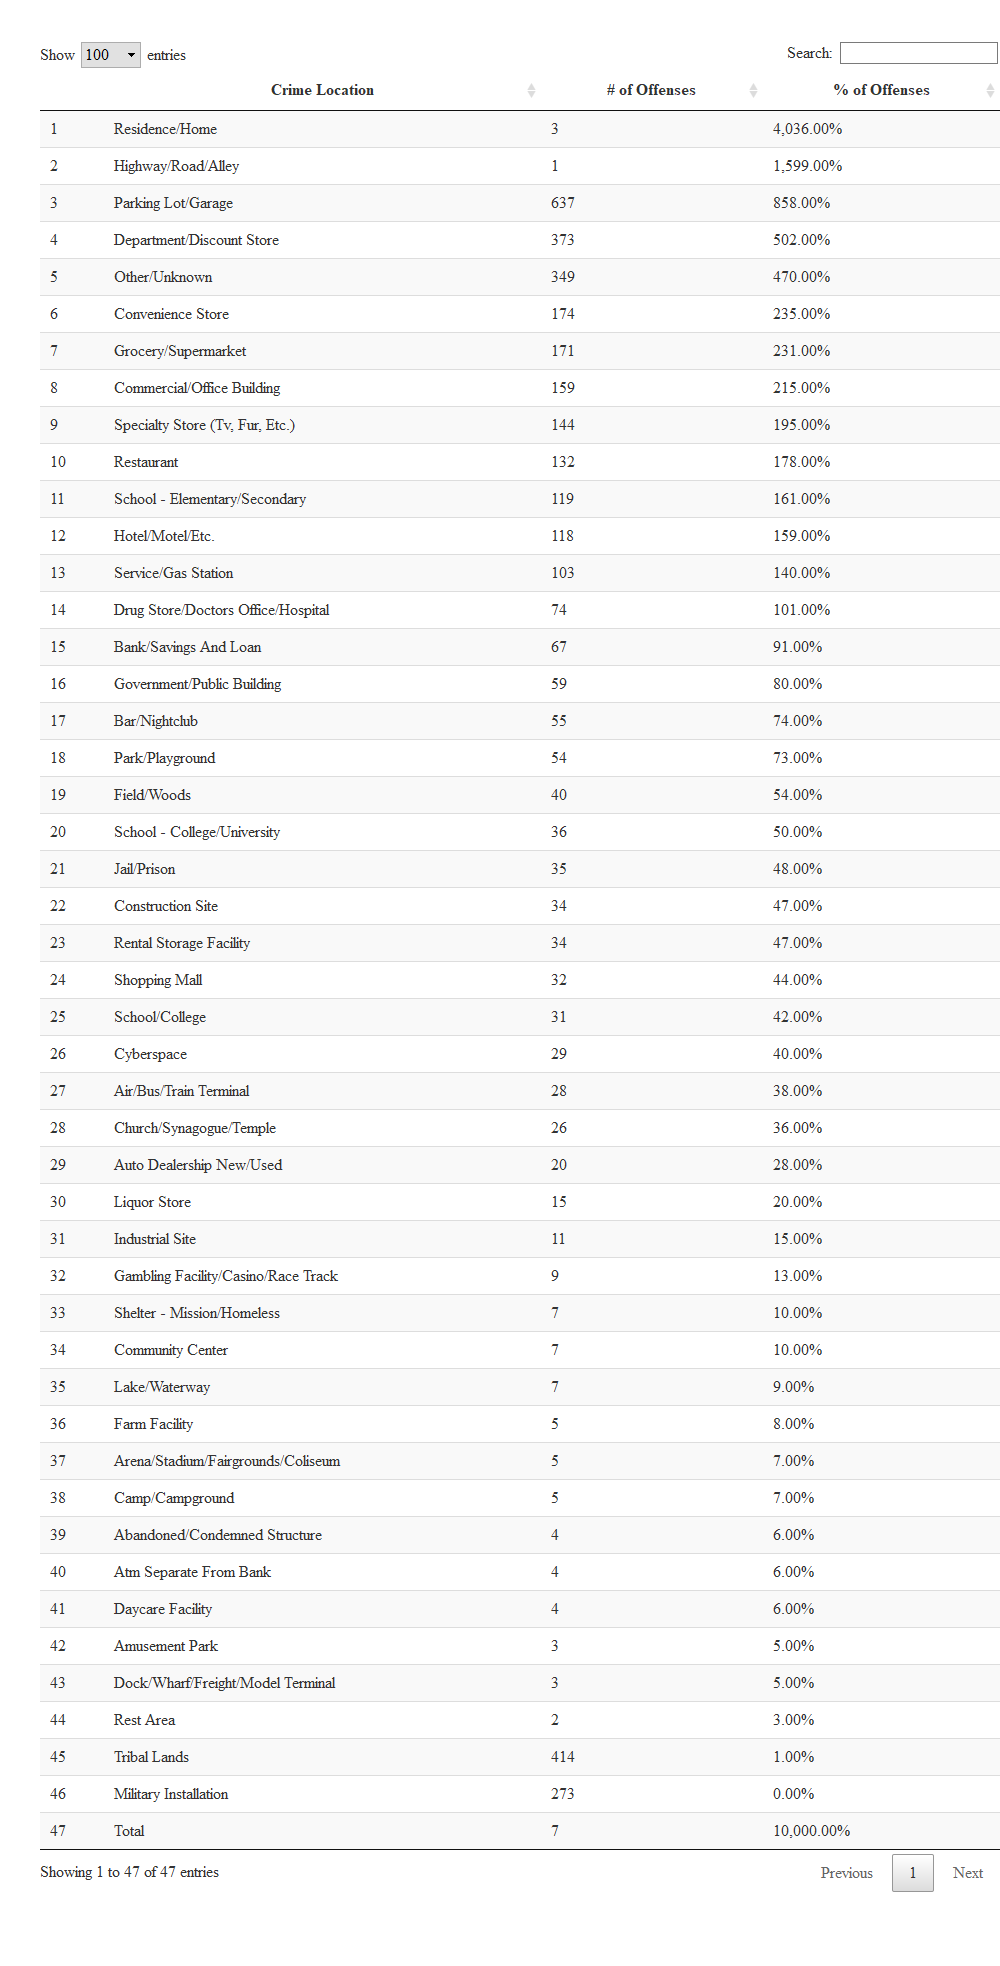 Show 100 entries Search:
Crime Location # of Offenses % of Offenses
1 Residence/Home 3 4,036.00%
2 Highway/Road/Alley 1 1,599.00%
3 Parking Lot/Garage 637 858.00%
4 Department/Discount Store 373 502.00%
5 Other/Unknown 349 470.00%
6 Convenience Store 174 235.00%
7 Grocery/Supermarket 171 231.00%
8 Commercial/Office Building 159 215.00%
9 Specialty Store (Tv, Fur, Etc.) 144 195.00%
10 Restaurant 132 178.00%
11 School - Elementary/Secondary 119 161.00%
12 Hotel/Motel/Etc. 118 159.00%
13 Service/Gas Station 103 140.00%
14 Drug Store/Doctors Office/Hospital 74 101.00%
15 Bank/Savings And Loan 67 91.00%
16 Government/Public Building 59 80.00%
17 Bar/Nightclub 55 74.00%
18 Park/Playground 54 73.00%
19 Field/Woods 40 54.00%
20 School - College/University 36 50.00%
21 Jail/Prison 35 48.00%
22 Construction Site 34 47.00%
23 Rental Storage Facility 34 47.00%
24 Shopping Mall 32 44.00%
25 School/College 31 42.00%
26 Cyberspace 29 40.00%
27 Air/Bus/Train Terminal 28 38.00%
28 Church/Synagogue/Temple 26 36.00%
29 Auto Dealership New/Used 20 28.00%
30 Liquor Store 15 20.00%
31 Industrial Site 11 15.00%
32 Gambling Facility/Casino/Race Track 9 13.00%
33 Shelter - Mission/Homeless 7 10.00%
34 Community Center 7 10.00%
35 Lake/Waterway 7 9.00%
36 Farm Facility 5 8.00%
37 Arena/Stadium/Fairgrounds/Coliseum 5 7.00%
38 Camp/Campground 5 7.00%
39 Abandoned/Condemned Structure 4 6.00%
40 Atm Separate From Bank 4 6.00%
41 Daycare Facility 4 6.00%
42 Amusement Park 3 5.00%
43 Dock/Wharf/Freight/Model Terminal 3 5.00%
44 Rest Area 2 3.00%
45 Tribal Lands 414 1.00%
46 Military Installation 273 0.00%
47 Total 7 10,000.00%
Showing 1 to 47 of 47 entries Previous 1 Next